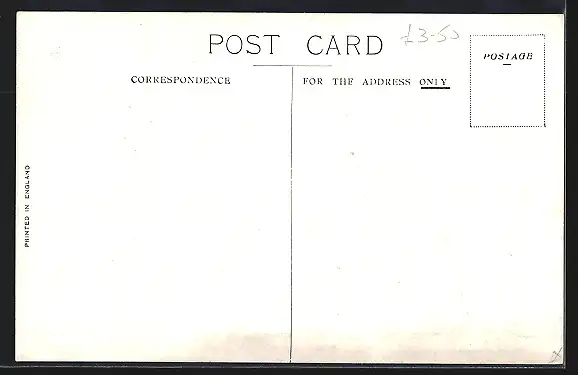 POST CARD
£3-50
POSTAGE
CORRESPONDENCE
FOR THE ADDRESS ONLY
PRINTED IN ENGLAND